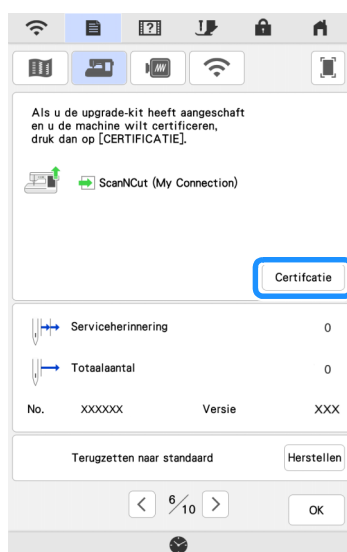 Als u de upgrade-kit heeft aangeschaft
en u de machine wilt certificeren,
druk dan op [CERTIFICATIE].
ScanNCut (My Connection)
Certifcatie
Serviceherinnering 0
Totaalaantal 0
No. XXXXXX Versie XXX
Terugzetten naar standaard Herstellen
< 6/10 > OK